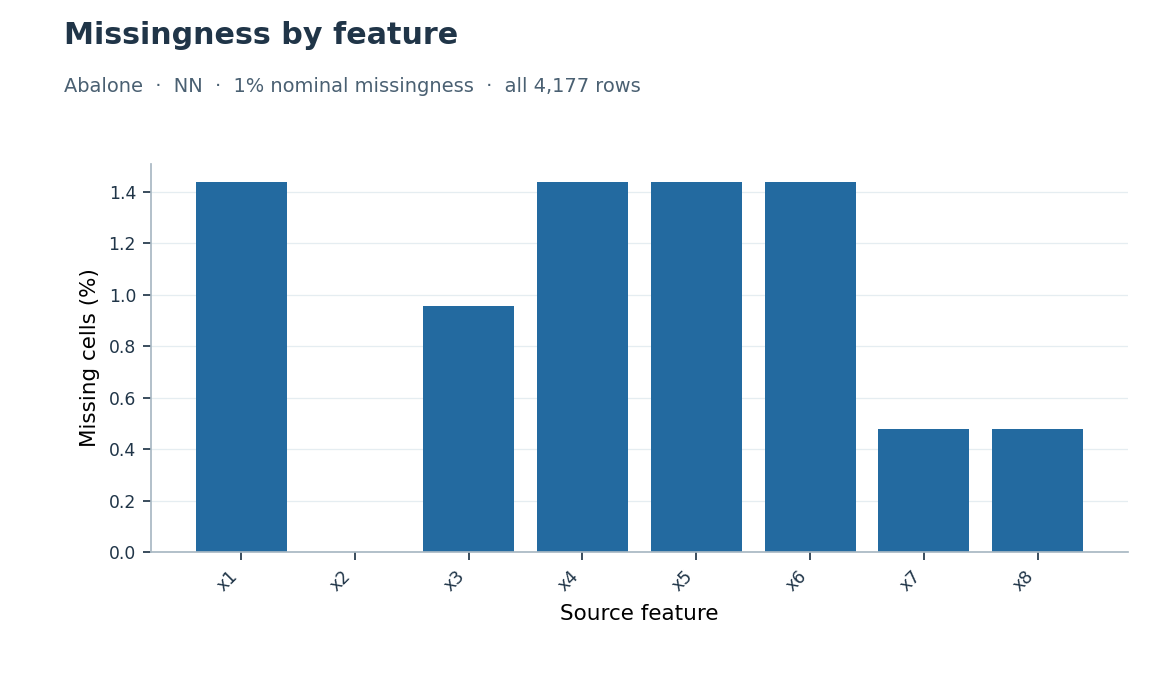 Missingness by feature
Abalone · NN · 1% nominal missingness · all 4,177 rows
Missing cells (%)
1.4
1.2
1.0
0.8
0.6
0.4
0.2
0.0
x1 x2 x3 x4 x5 x6 x7 x8
Source feature